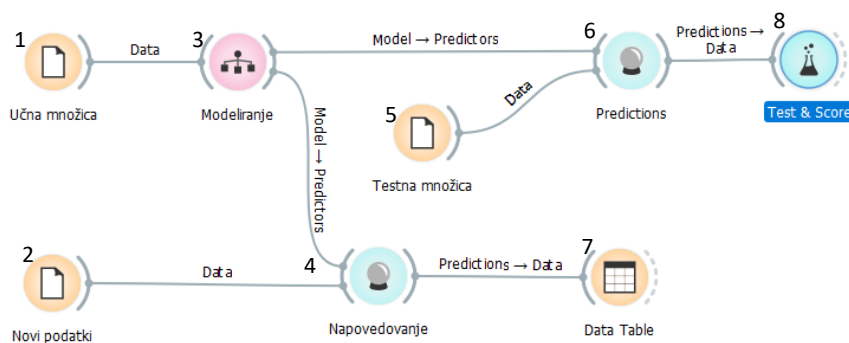 1
Učna množica
Data
3
Modeliranje
Model → Predictors
6
Predictions
Predictions →
Data
8
Test & Score
Model → Predictors
5
Testna množica
Data
2
Novi podatki
Data
4
Napovedovanje
Predictions → Data
7
Data Table